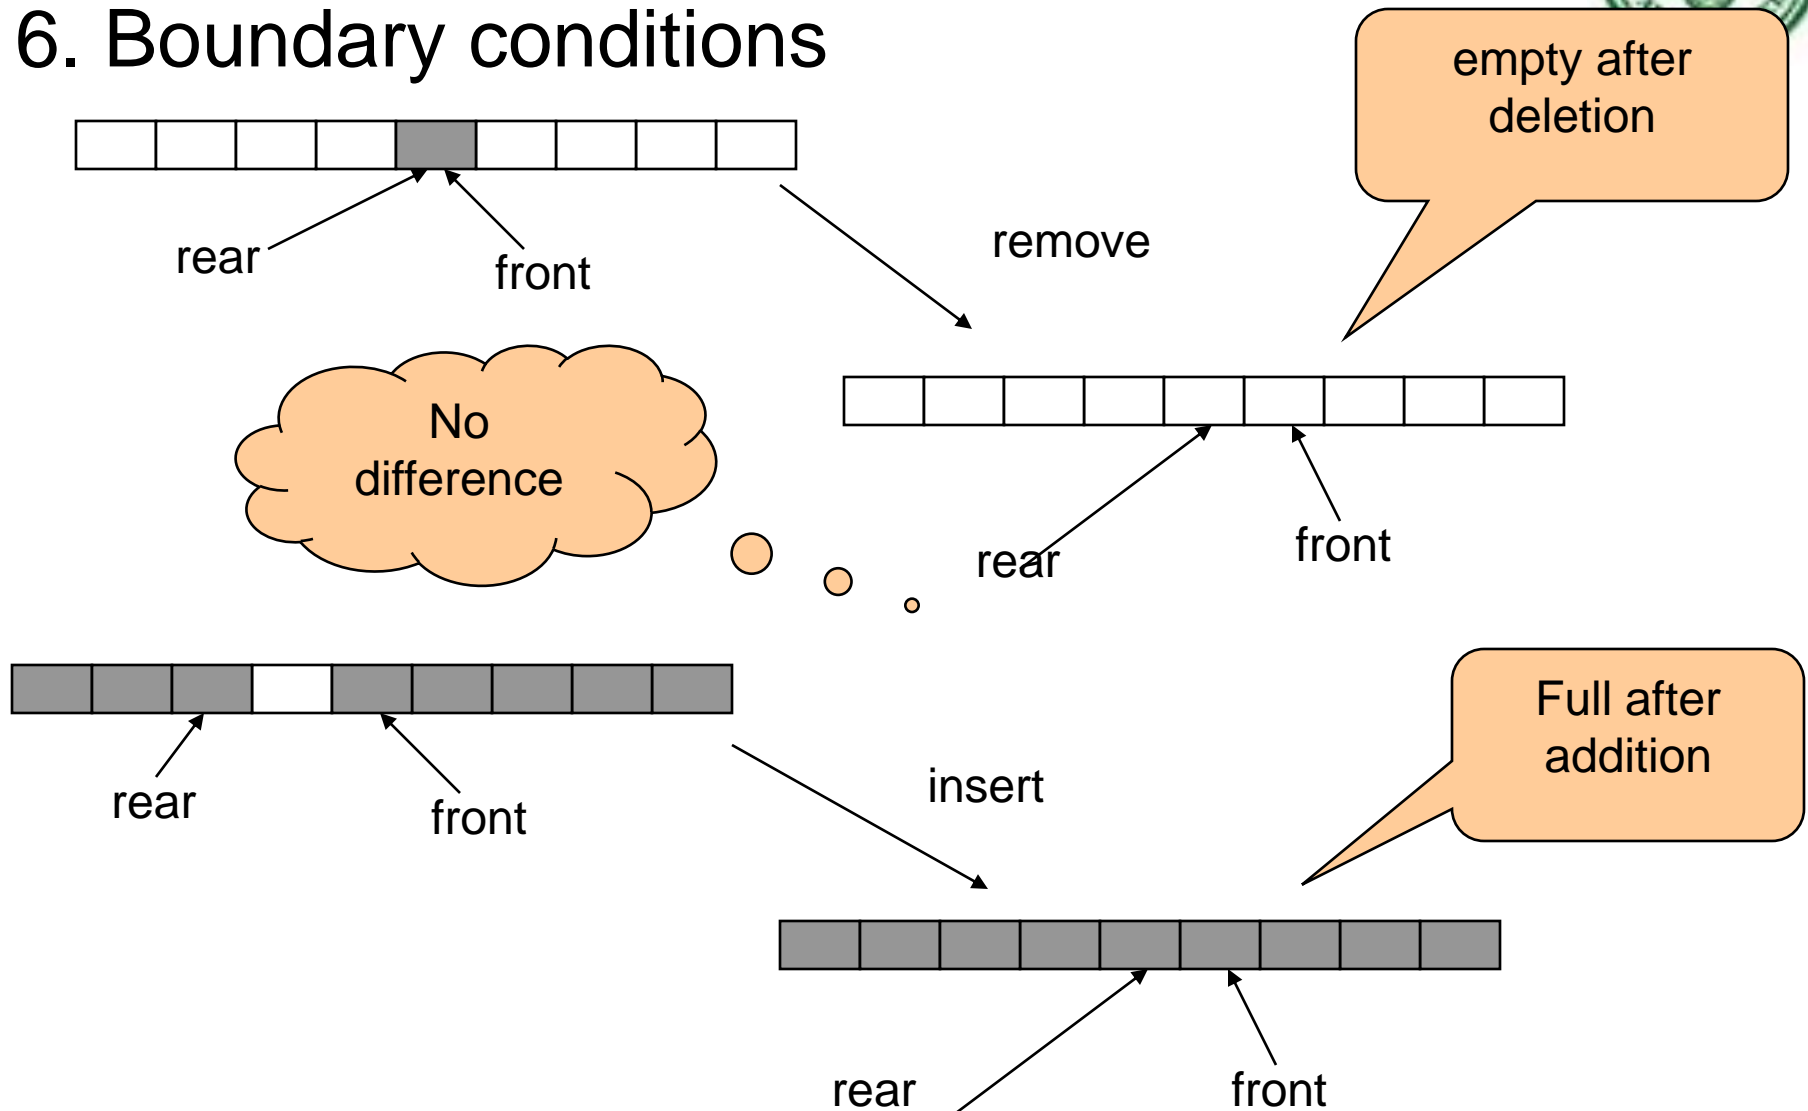 6. Boundary conditions
empty after
deletion
rear
front
remove
No
difference
rear
front
rear
front
insert
Full after
addition
rear
front